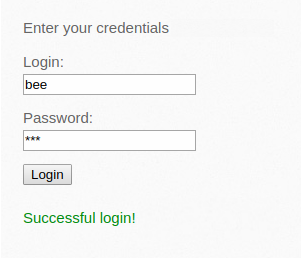 Enter your credentials
Login:
bee
Password:
***
Login
Successful login!